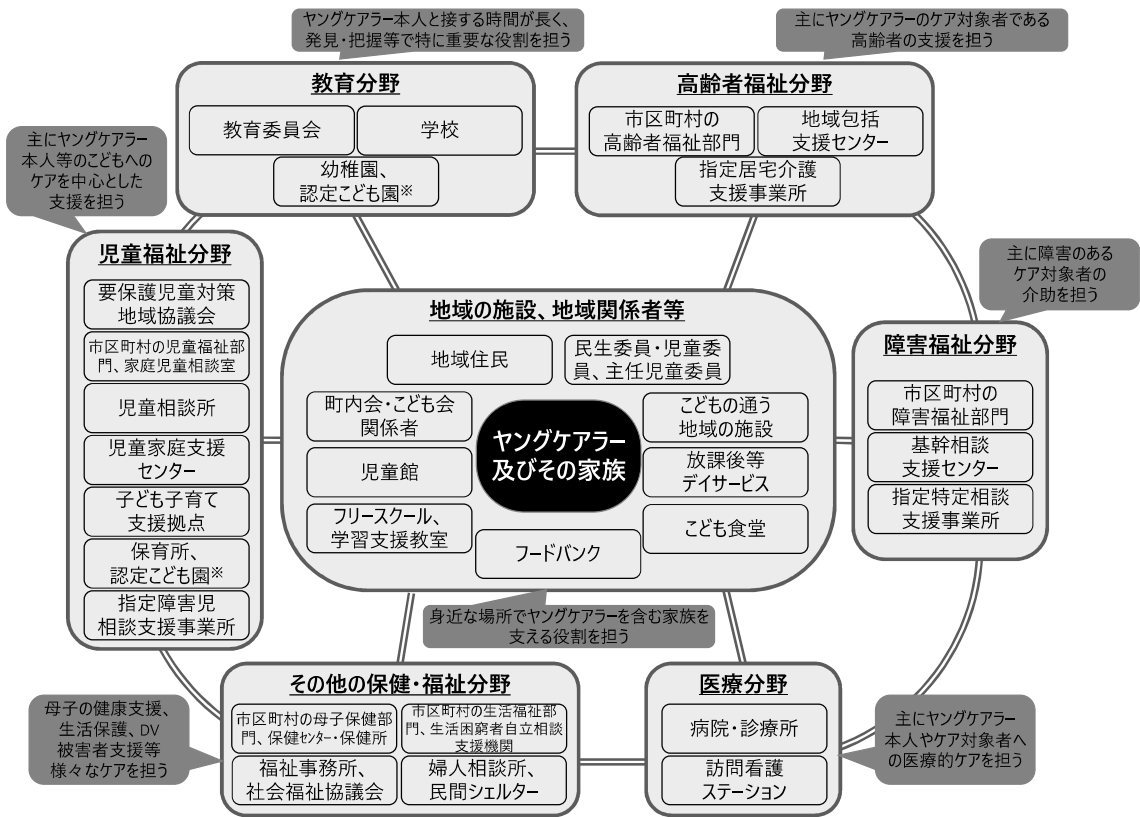 ヤングケアラー本人と接する時間が長く、
発見・把握等で特に重要な役割を担う
主にヤングケアラーのケア対象者である
高齢者の支援を担う
教育分野
教育委員会
学校
幼稚園、
認定こども園※
高齢者福祉分野
市区町村の
高齢者福祉部門
地域包括
支援センター
指定居宅介護
支援事業所
主にヤングケアラー
本人等のこどもへの
ケアを中心とした
支援を担う
児童福祉分野
要保護児童対策
地域協議会
市区町村の児童福祉部
門、家庭児童相談室
児童相談所
児童家庭支援
センター
子ども子育て
支援拠点
保育所、
認定こども園※
指定障害児
相談支援事業所
地域の施設、地域関係者等
地域住民
民生委員・児童委
員、主任児童委員
町内会・こども会
関係者
児童館
フリースクール、
学習支援教室
ヤングケアラー
及びその家族
こどもの通う
地域の施設
放課後等
デイサービス
こども食堂
フードバンク
身近な場所でヤングケアラーを含む家族を
支える役割を担う
主に障害のある
ケア対象者の
介助を担う
障害福祉分野
市区町村の
障害福祉部門
基幹相談
支援センター
指定特定相談
支援事業所
母子の健康支援、
生活保護、DV
被害者支援等
様々なケアを担う
その他の保健・福祉分野
市区町村の母子保健部
門、保健センター・保健所
市区町村の生活福祉部
門、生活困窮者自立相談
支援機関
福祉事務所、
社会福祉協議会
婦人相談所、
民間シェルター
医療分野
病院・診療所
訪問看護
ステーション
主にヤングケアラー
本人やケア対象者へ
の医療的ケアを担う